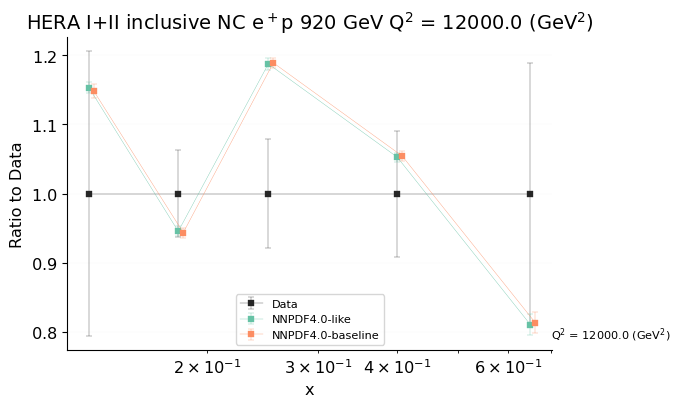 HERA I+II inclusive NC e⁺p 920 GeV Q² = 12000.0 (GeV²)
Ratio to Data
1.2
1.1
1.0
0.9
0.8
Data
NNPDF4.0-like
NNPDF4.0-baseline
Q² = 12000.0 (GeV²)
2 × 10⁻¹ 3 × 10⁻¹ 4 × 10⁻¹ 6 × 10⁻¹
x